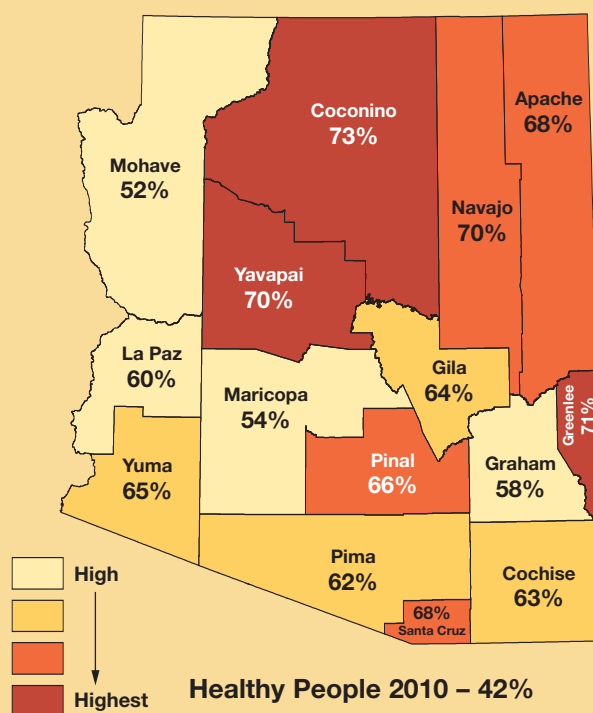 Apache
68%
Coconino
73%
Mohave
52%
Navajo
70%
Yavapai
70%
La Paz
60%
Gila
64%
Maricopa
54%
Greenlee
71%
Yuma
65%
Pinal
66%
Graham
58%
Pima
62%
Cochise
63%
68%
Santa Cruz
High
Highest
Healthy People 2010 – 42%